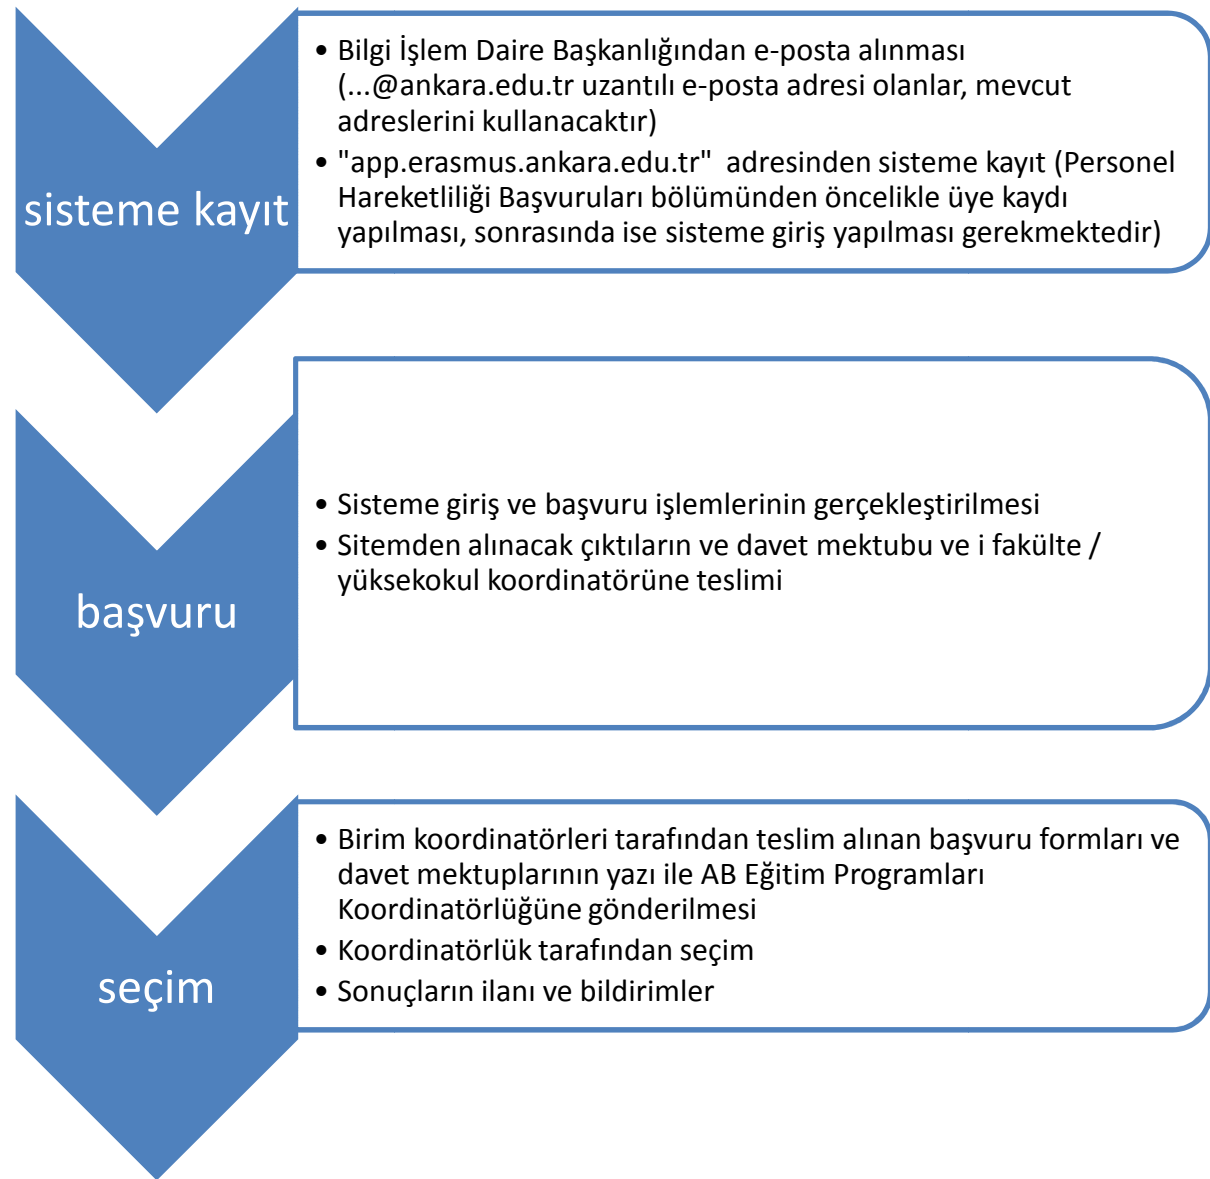 sisteme kayıt
• Bilgi İşlem Daire Başkanlığından e-posta alınması
(...@ankara.edu.tr uzantılı e-posta adresi olanlar, mevcut
adreslerini kullanacaktır)
• "app.erasmus.ankara.edu.tr" adresinden sisteme kayıt (Personel
Hareketliliği Başvuruları bölümünden öncelikle üye kaydı
yapılması, sonrasında ise sisteme giriş yapılması gerekmektedir)
başvuru
• Sisteme giriş ve başvuru işlemlerinin gerçekleştirilmesi
• Sitemden alınacak çıktıların ve davet mektubu ve i fakülte /
yüksekokul koordinatörüne teslimi
seçim
• Birim koordinatörleri tarafından teslim alınan başvuru formları ve
davet mektuplarının yazı ile AB Eğitim Programları
Koordinatörlüğüne gönderilmesi
• Koordinatörlük tarafından seçim
• Sonuçların ilanı ve bildirimler